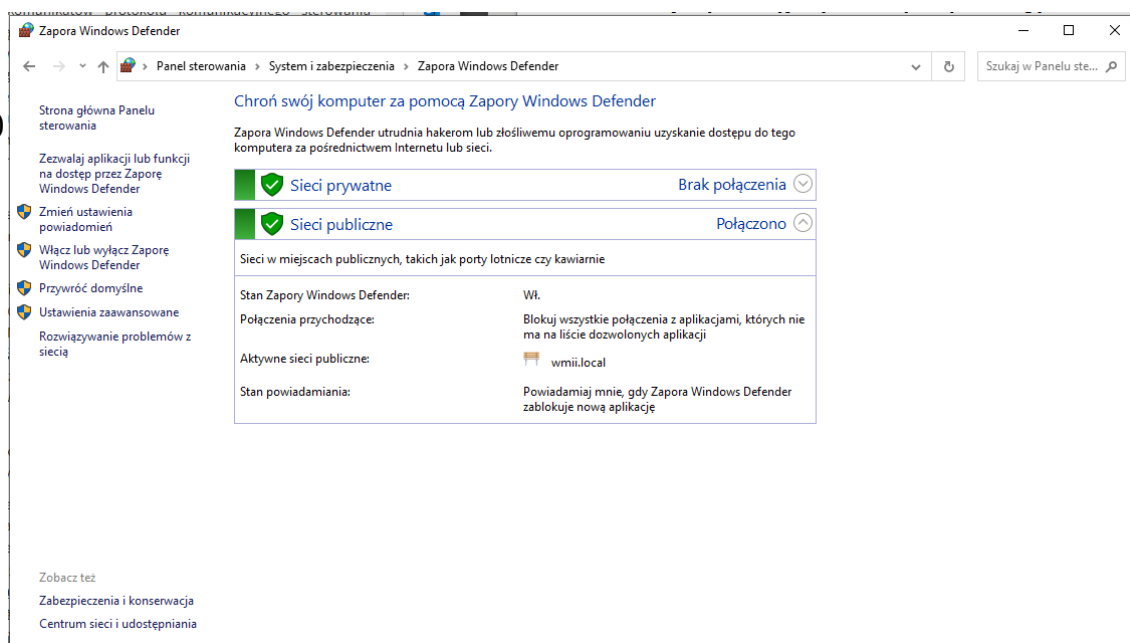 komunikatów protokołu komunikacyjnego sterowania
Zapora Windows Defender
Panel sterowania > System i zabezpieczenia > Zapora Windows Defender
Szukaj w Panelu ste...
Strona główna Panelu
sterowania
Zezwalaj aplikacji lub funkcji
na dostęp przez Zaporę
Windows Defender
Zmień ustawienia
powiadomień
Włącz lub wyłącz Zaporę
Windows Defender
Przywróć domyślne
Ustawienia zaawansowane
Rozwiązywanie problemów z
siecią
Chroń swój komputer za pomocą Zapory Windows Defender
Zapora Windows Defender utrudnia hakerom lub złośliwemu oprogramowaniu uzyskanie dostępu do tego
komputera za pośrednictwem Internetu lub sieci.
Sieci prywatne
Brak połączenia
Sieci publiczne
Połączono
Sieci w miejscach publicznych, takich jak porty lotnicze czy kawiarnie
Stan Zapory Windows Defender:
Wł.
Połączenia przychodzące:
Blokuj wszystkie połączenia z aplikacjami, których nie
ma na liście dozwolonych aplikacji
Aktywne sieci publiczne:
wmii.local
Stan powiadamiania:
Powiadamiaj mnie, gdy Zapora Windows Defender
zablokuje nową aplikację
Zobacz też
Zabezpieczenia i konserwacja
Centrum sieci i udostępniania